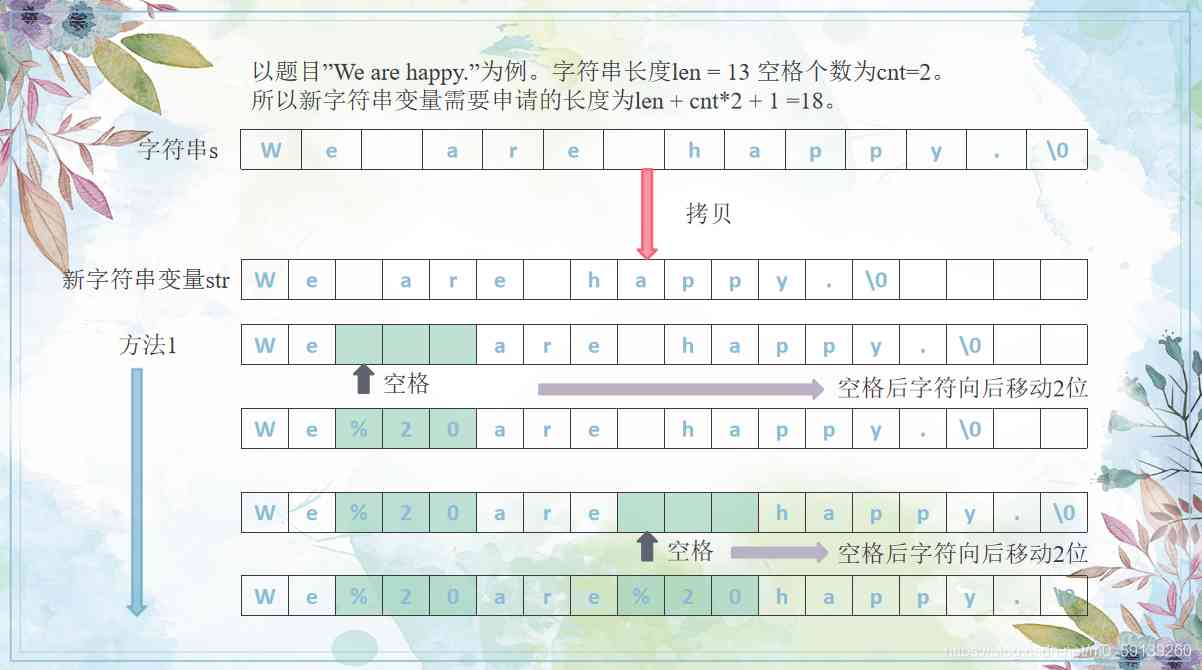 以题目”We are happy.”为例。字符串长度len = 13 空格个数为cnt=2。
所以新字符串变量需要申请的长度为len + cnt*2 + 1 =18。
字符串s W e a r e h a p p y . \0
拷贝
新字符串变量str W e a r e h a p p y . \0
方法1 W e a r e h a p p y . \0
空格 空格后字符向后移动2位
W e % 2 0 a r e h a p p y . \0
W e % 2 0 a r e h a p p y . \0
空格 空格后字符向后移动2位
W e % 2 0 a r e % 2 0 h a p p y . \0